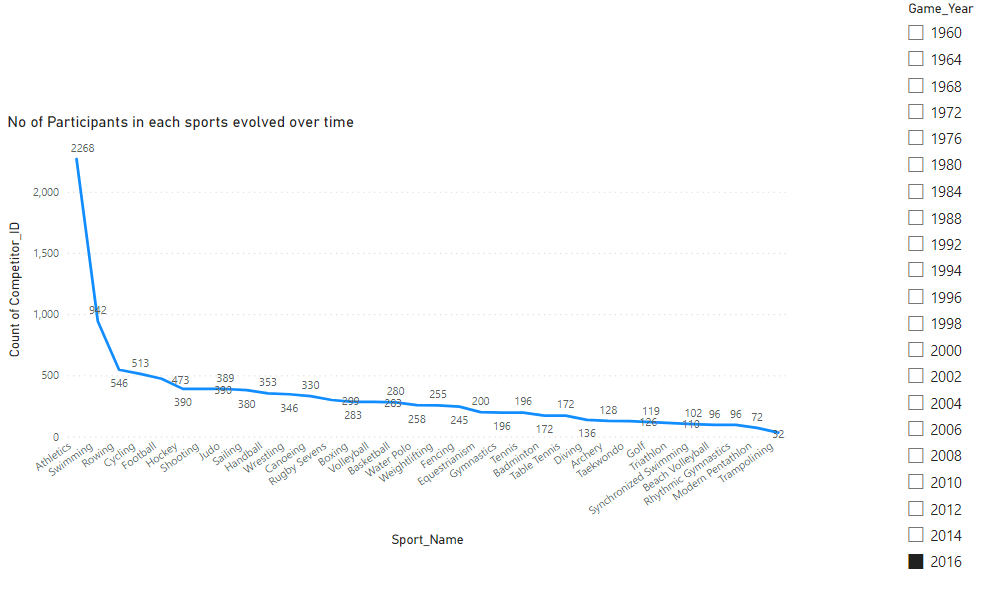 Game_Year
1960
1964
1968
1972
1976
1980
1984
1988
1992
1994
1996
1998
2000
2002
2004
2006
2008
2010
2012
2014
2016
No of Participants in each sports evolved over time
Count of Competitor_ID
2,000
1,500
1,000
500
0
2268
942
546
513
473
390
390
389
380
353
346
330
299
283
283
280
258
255
245
200
196
196
172
172
136
128
126
119
110
102
96
96
72
32
Athletics
Swimming
Rowing
Cycling
Football
Hockey
Shooting
Judo
Sailing
Handball
Wrestling
Canoeing
Rugby Sevens
Boxing
Volleyball
Basketball
Water Polo
Weightlifting
Fencing
Equestrianism
Gymnastics
Tennis
Badminton
Table Tennis
Diving
Archery
Taekwondo
Golf
Triathlon
Synchronized Swimming
Beach Volleyball
Rhythmic Gymnastics
Modern Pentathlon
Trampolining
Sport_Name